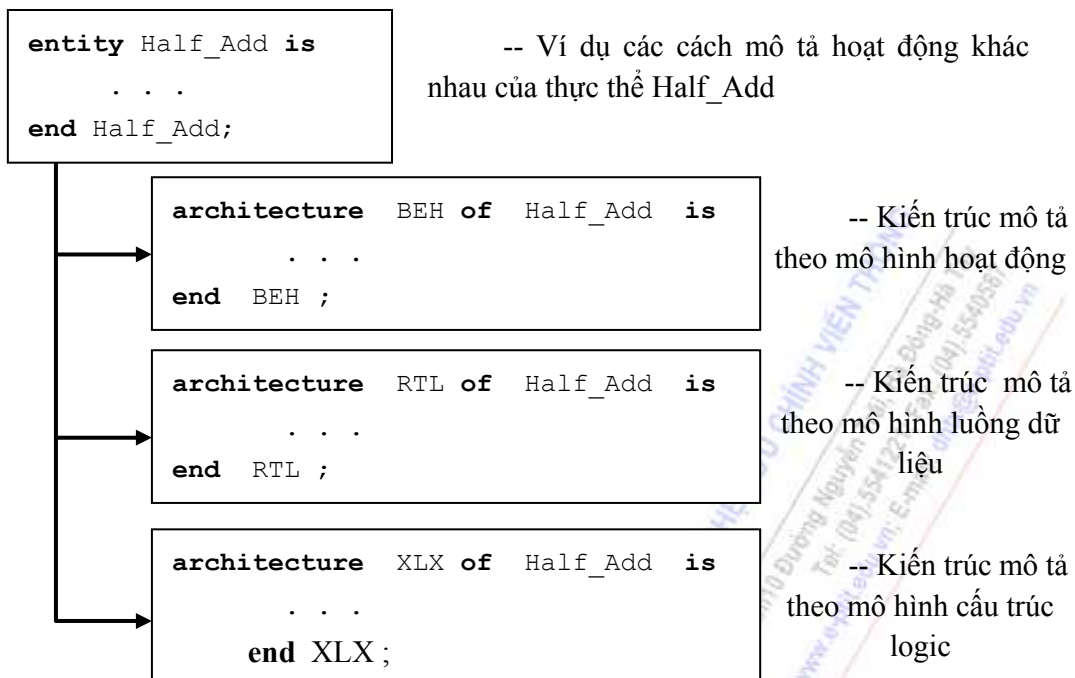 entity Half_Add is
. . .
end Half_Add;
-- Ví dụ các cách mô tả hoạt động khác
nhau của thực thể Half_Add
architecture BEH of Half_Add is
. . .
end BEH ;
-- Kiến trúc mô tả
theo mô hình hoạt động
architecture RTL of Half_Add is
. . .
end RTL ;
-- Kiến trúc mô tả
theo mô hình luồng dữ
liệu
architecture XLX of Half_Add is
. . .
end XLX ;
-- Kiến trúc mô tả
theo mô hình cấu trúc
logic